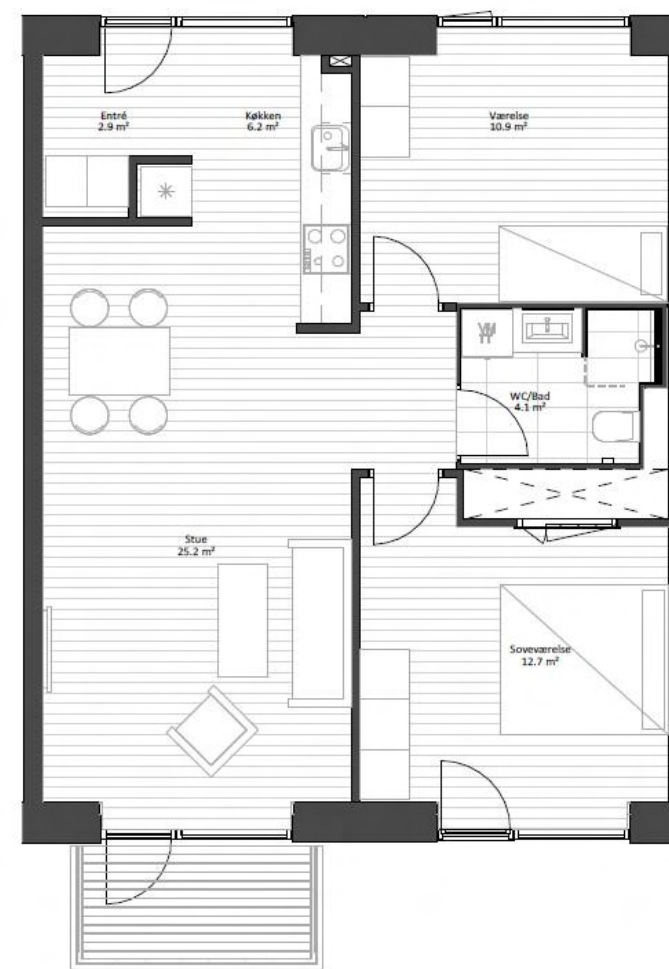 Entré
2.9 m²
Køkken
6.2 m²
Værelse
10.9 m²
WC/Bad
4.1 m²
Stue
25.2 m²
Soveværelse
12.7 m²